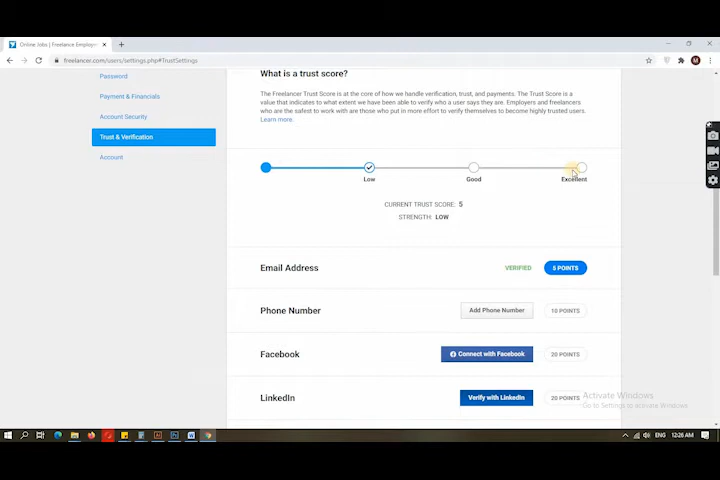 Online Jobs | Freelance Employ
freelancer.com/users/settings.php#TrustSettings
M
Password
Payment & Financials
Account Security
Trust & Verification
Account
What is a trust score?
The Freelancer Trust Score is at the core of how we handle verification, trust, and payments. The Trust Score is a
value that indicates to what extent we have been able to verify who a user says they are. Employers and freelancers
who are the safest to work with are those who put in more effort to verify themselves to become highly trusted users.
Learn more.
Low
Good
Excellent
CURRENT TRUST SCORE: 5
STRENGTH: LOW
Email Address
VERIFIED
5 POINTS
Phone Number
Add Phone Number
10 POINTS
Facebook
Connect with Facebook
20 POINTS
LinkedIn
Verify with LinkedIn
20 POINTS
Activate Windows
Go to Settings to activate Windows.
ENG
12:26 AM